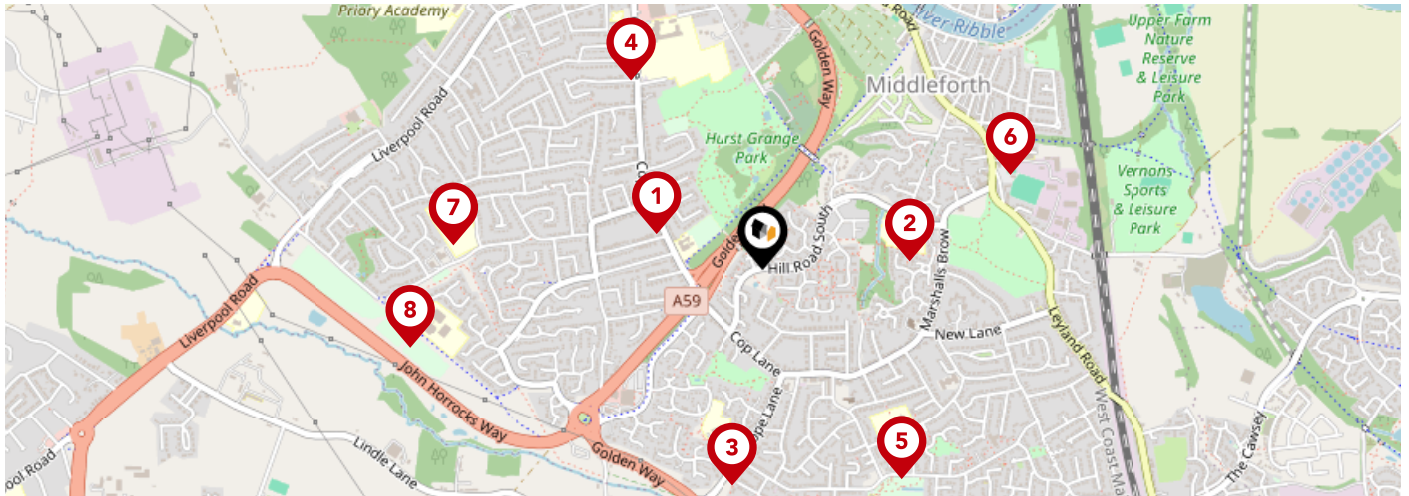 Priory Academy
Road
River Ribble
Upper Farm
Nature
Reserve
& Leisure
Park
4
Golden Way
Middleforth
Liverpool Road
Hurst Grange
Park
6
Vernons
Sports
& Leisure
Park
1
7
2
Hill Road South
Marshalls Brow
Liverpool Road
A59
8
New Lane
Cop Lane
Leyland Road
John Horrocks Way
West Coast Ma
The Cawsey
3
5
ool Road
Lindle Lane
Golden Way